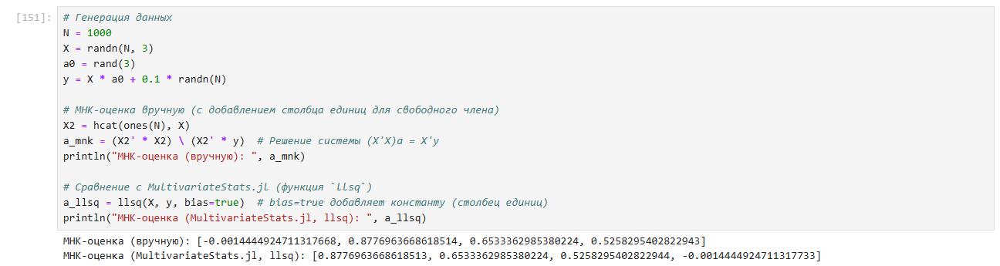 [151]:
# Генерация данных
N = 1000
X = randn(N, 3)
a0 = rand(3)
y = X * a0 + 0.1 * randn(N)
# МНК-оценка вручную (с добавлением столбца единиц для свободного члена)
X2 = hcat(ones(N), X)
a_mnk = (X2' * X2) \ (X2' * y)  # Решение системы (X'X)a = X'y
println("МНК-оценка (вручную): ", a_mnk)
# Сравнение с MultivariateStats.jl (функция `llsq`)
a_llsq = llsq(X, y, bias=true)  # bias=true добавляет константу (столбец единиц)
println("МНК-оценка (MultivariateStats.jl, llsq): ", a_llsq)
МНК-оценка (вручную): [-0.0014444924711317668, 0.8776963668618514, 0.6533362985380224, 0.5258295402822943]
МНК-оценка (MultivariateStats.jl, llsq): [0.8776963668618513, 0.6533362985380224, 0.5258295402822944, -0.0014444924711317733]